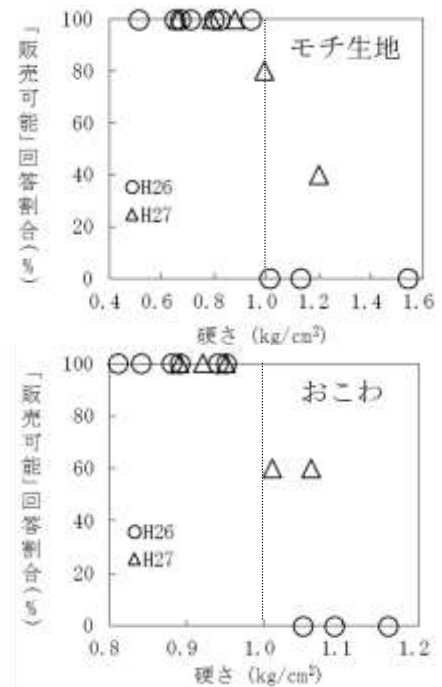 「販売可能」回答割合(%)
100
80
60
40
20
0
モチ生地
○H26
△H27
0.4 0.6 0.8 1.0 1.2 1.4 1.6
硬さ (kg/cm²)
「販売可能」回答割合(%)
100
80
60
40
20
0
おこわ
○H26
△H27
0.8 0.9 1.0 1.1 1.2
硬さ (kg/cm²)